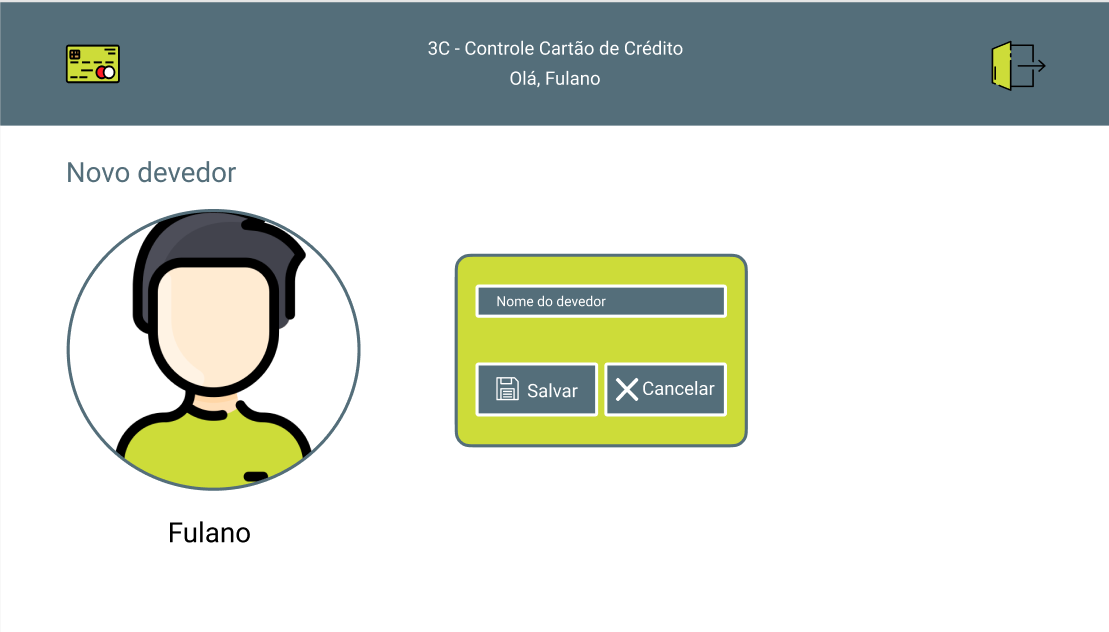 3C - Controle Cartão de Crédito
Olá, Fulano
Novo devedor
Nome do devedor
Salvar
Cancelar
Fulano